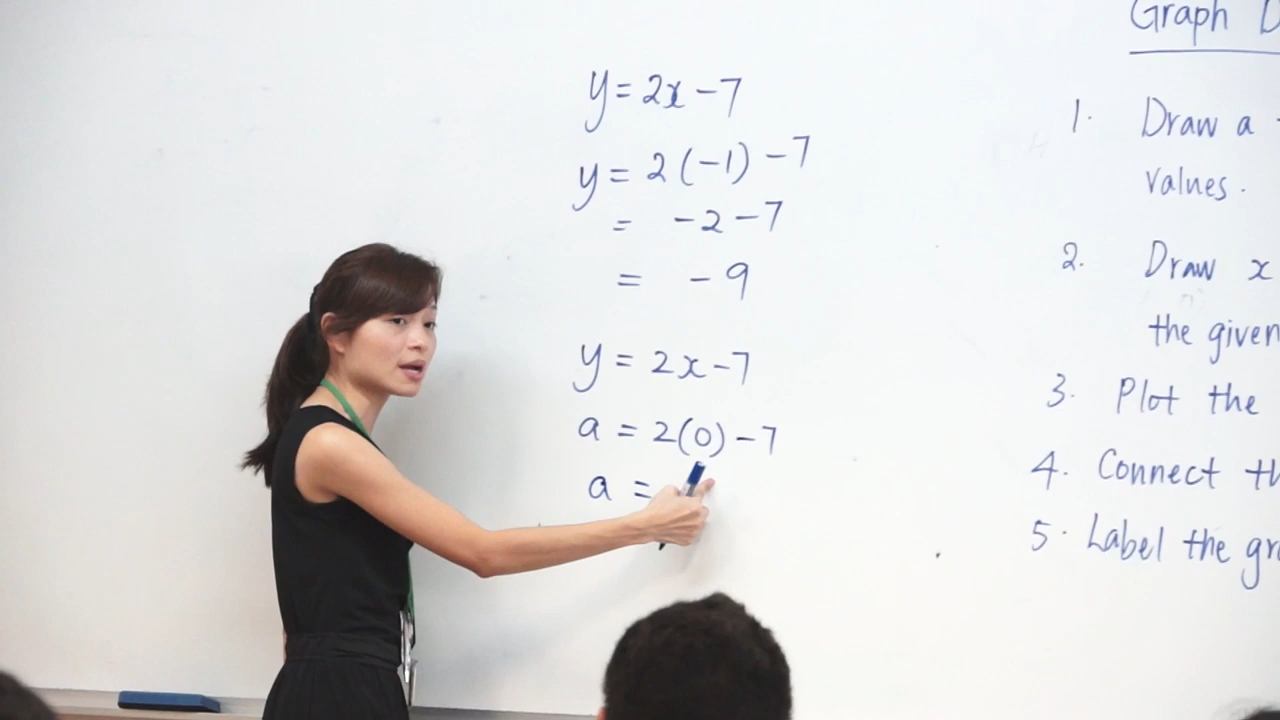 y = 2x - 7
y = 2(-1) - 7
= -2 - 7
= -9
y = 2x - 7
a = 2(0) - 7
a =
Graph
1. Draw a
values.
2. Draw x
the given
3. Plot the
4. Connect
5. Label the